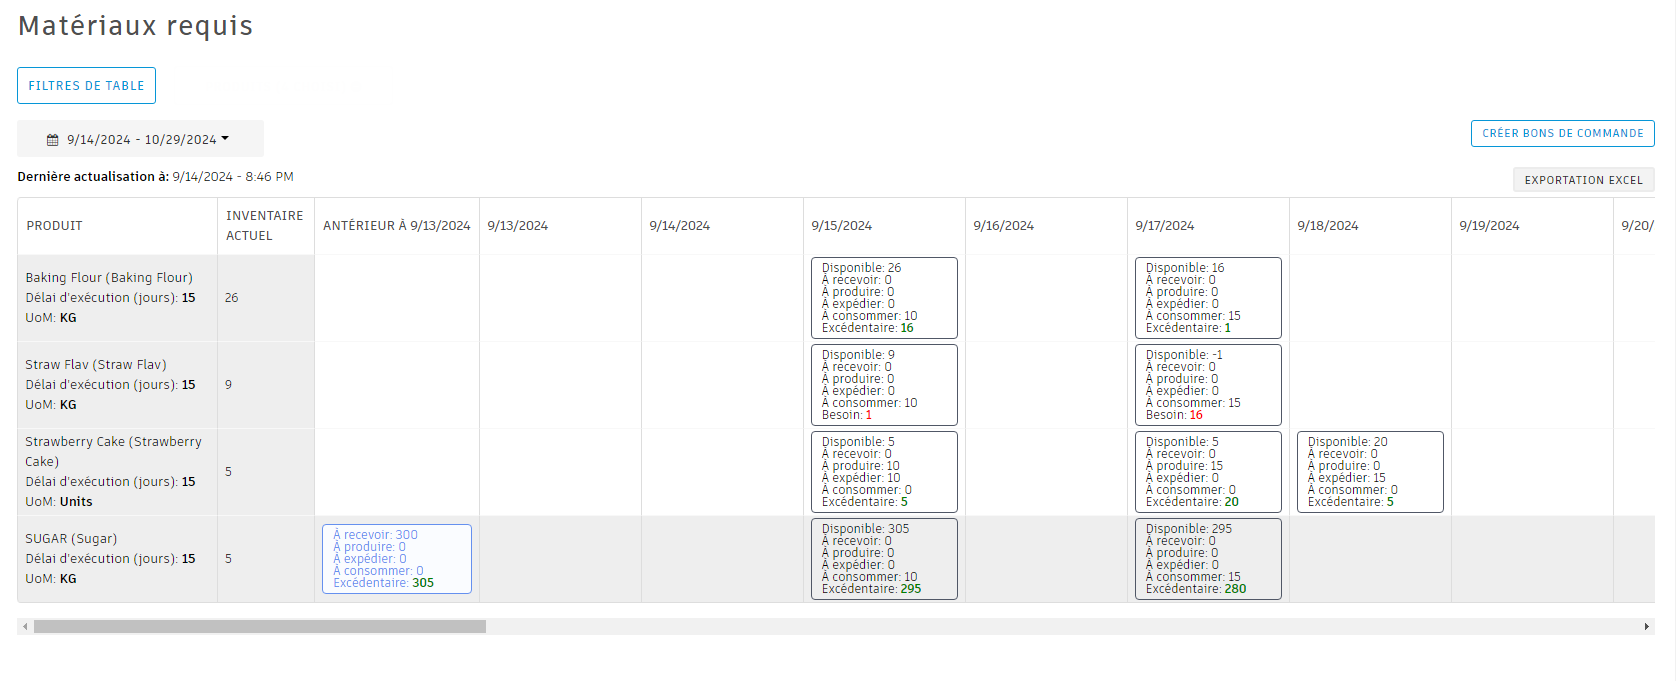 Matériaux requis
FILTRES DE TABLE
9/14/2024 - 10/29/2024
CRÉER BONS DE COMMANDE
Dernière actualisation à: 9/14/2024 - 8:46 PM
EXPORTATION EXCEL
PRODUIT
INVENTAIRE
ACTUEL
ANTÉRIEUR À 9/13/2024
9/13/2024
9/14/2024
9/15/2024
9/16/2024
9/17/2024
9/18/2024
9/19/2024
9/20/
Baking Flour (Baking Flour)
Délai d'exécution (jours): 15
UoM: KG
26
Disponible: 26
À recevoir: 0
À produire: 0
À expédier: 0
À consommer: 10
Excédentaire: 16
Disponible: 16
À recevoir: 0
À produire: 0
À expédier: 0
À consommer: 15
Excédentaire: 1
Straw Flav (Straw Flav)
Délai d'exécution (jours): 15
UoM: KG
9
Disponible: 9
À recevoir: 0
À produire: 0
À expédier: 0
À consommer: 10
Besoin: 1
Disponible: -1
À recevoir: 0
À produire: 0
À expédier: 0
À consommer: 15
Besoin: 16
Strawberry Cake (Strawberry
Cake)
Délai d'exécution (jours): 15
UoM: Units
5
Disponible: 5
À recevoir: 0
À produire: 10
À expédier: 10
À consommer: 0
Excédentaire: 5
Disponible: 5
À recevoir: 0
À produire: 15
À expédier: 0
À consommer: 0
Excédentaire: 20
Disponible: 20
À recevoir: 0
À produire: 0
À expédier: 15
À consommer: 0
Excédentaire: 5
SUGAR (Sugar)
Délai d'exécution (jours): 15
UoM: KG
5
À recevoir: 300
À produire: 0
À expédier: 0
À consommer: 0
Excédentaire: 305
Disponible: 305
À recevoir: 0
À produire: 0
À expédier: 0
À consommer: 10
Excédentaire: 295
Disponible: 295
À recevoir: 0
À produire: 0
À expédier: 0
À consommer: 15
Excédentaire: 280